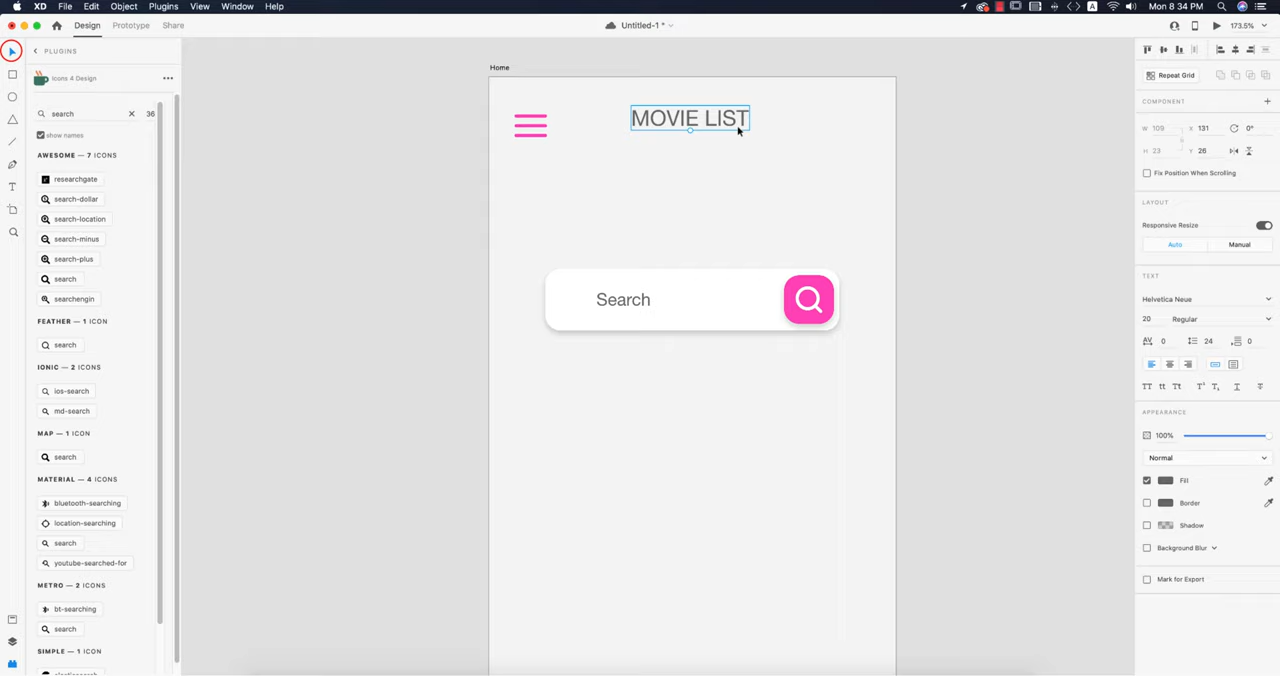 XD File Edit Object Plugins View Window Help
A
Mon 8 34 PM
Design Prototype Share
Untitled-1 *
173.5%
PLUGINS
Icons 4 Design
search
36
show names
AWESOME — 7 ICONS
researchgate
search-dollar
search-location
search-minus
search-plus
search
searchengin
FEATHER — 1 ICON
search
IONIC — 2 ICONS
ios-search
md-search
MAP — 1 ICON
search
MATERIAL — 4 ICONS
bluetooth-searching
location-searching
search
youtube-searched-for
METRO — 2 ICONS
bt-searching
search
SIMPLE — 1 ICON
Home
MOVIE LIST
Search
Repeat Grid
COMPONENT
W 109 X 131 0°
H 23 Y 26
Fix Position When Scrolling
LAYOUT
Responsive Resize
Auto Manual
TEXT
Helvetica Neue
20 Regular
AV 0 24 0
TT tt Tt T¹ T₁ T T
APPEARANCE
100%
Normal
Fill
Border
Shadow
Background Blur
Mark for Export